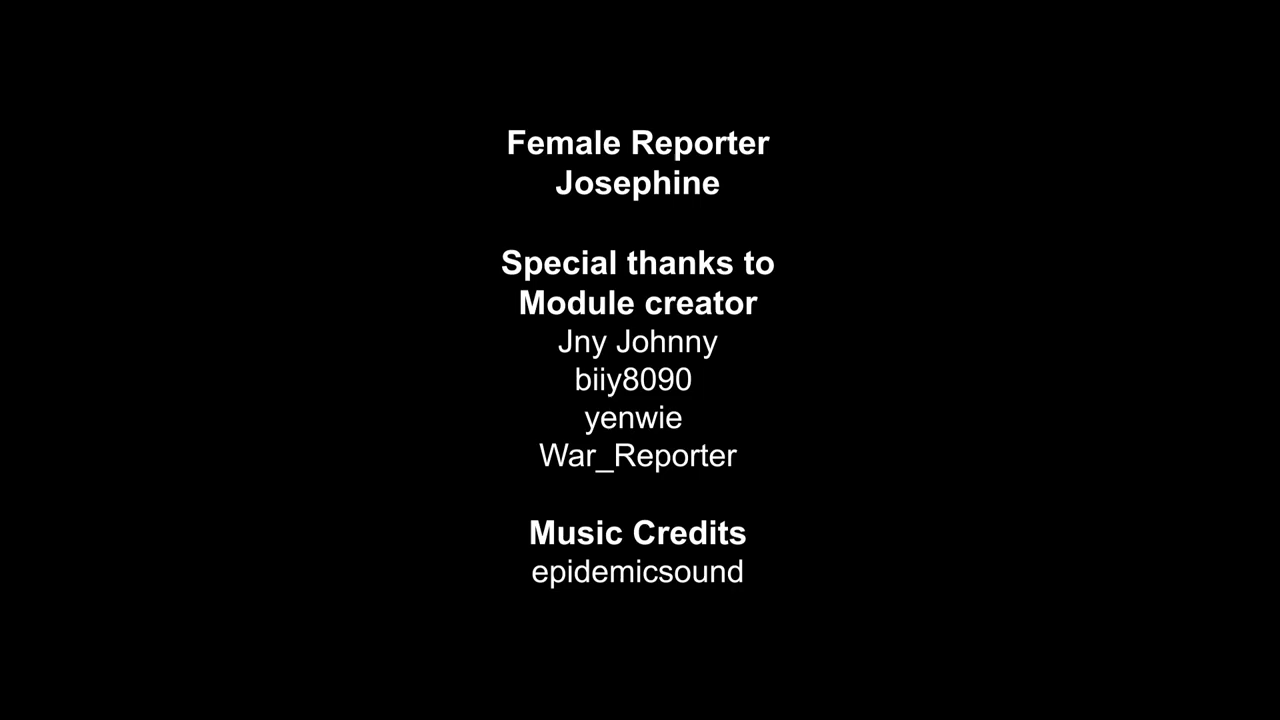 Female Reporter
Josephine
Special thanks to
Module creator
Jny Johnny
biiy8090
yenwie
War_Reporter
Music Credits
epidemicsound